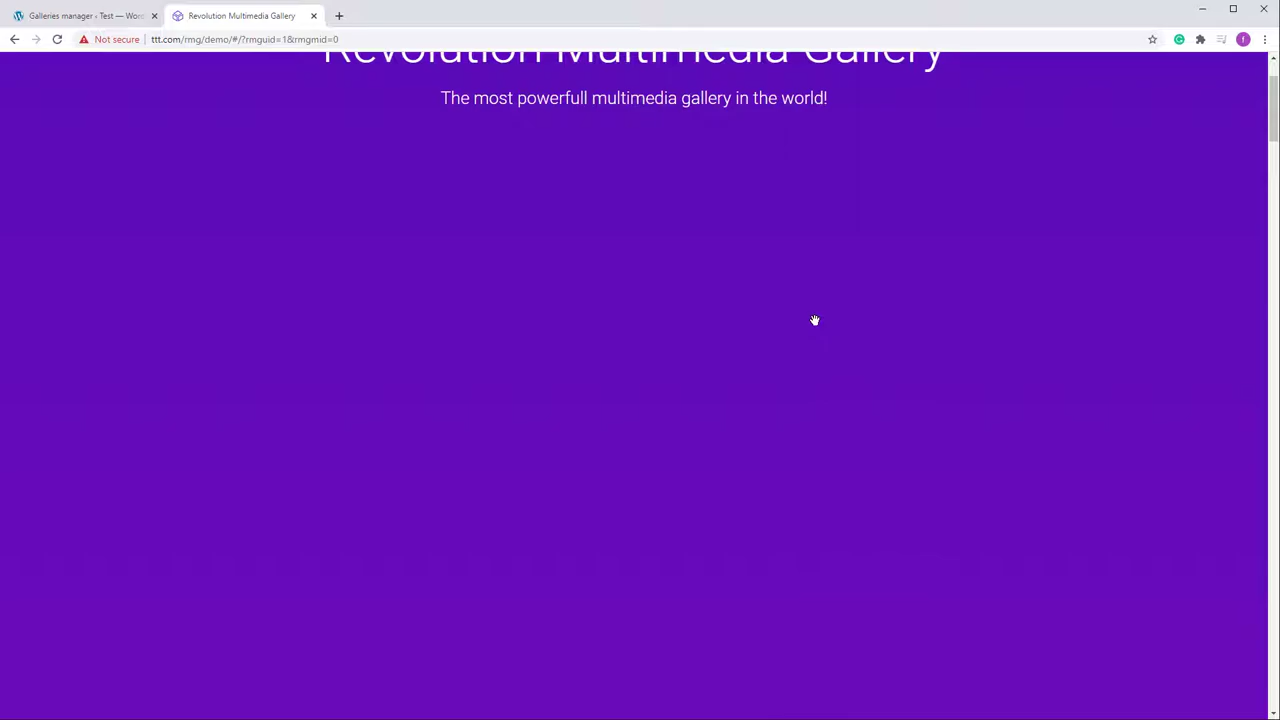 Galleries manager ‹ Test — Word
Revolution Multimedia Gallery
Not secure
ttt.com/rmg/demo/#/?rmguid=1&rmgmid=0
f
Revolution Multimedia Gallery
The most powerfull multimedia gallery in the world!